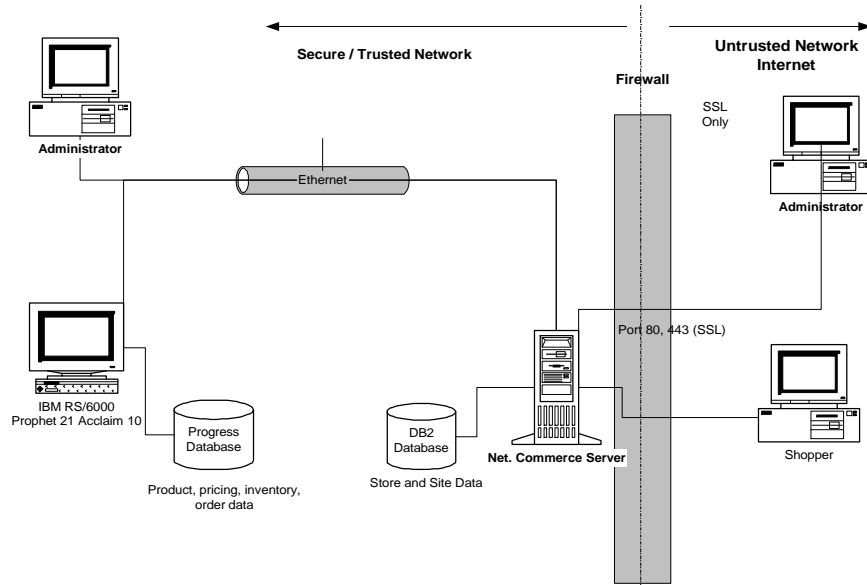 Secure / Trusted Network
Untrusted Network
Internet
Firewall
SSL
Only
Administrator
Ethernet
Administrator
Port 80, 443 (SSL)
IBM RS/6000
Prophet 21 Acclaim 10
Progress
Database
DB2
Database
Net. Commerce Server
Shopper
Product, pricing, inventory,
order data
Store and Site Data